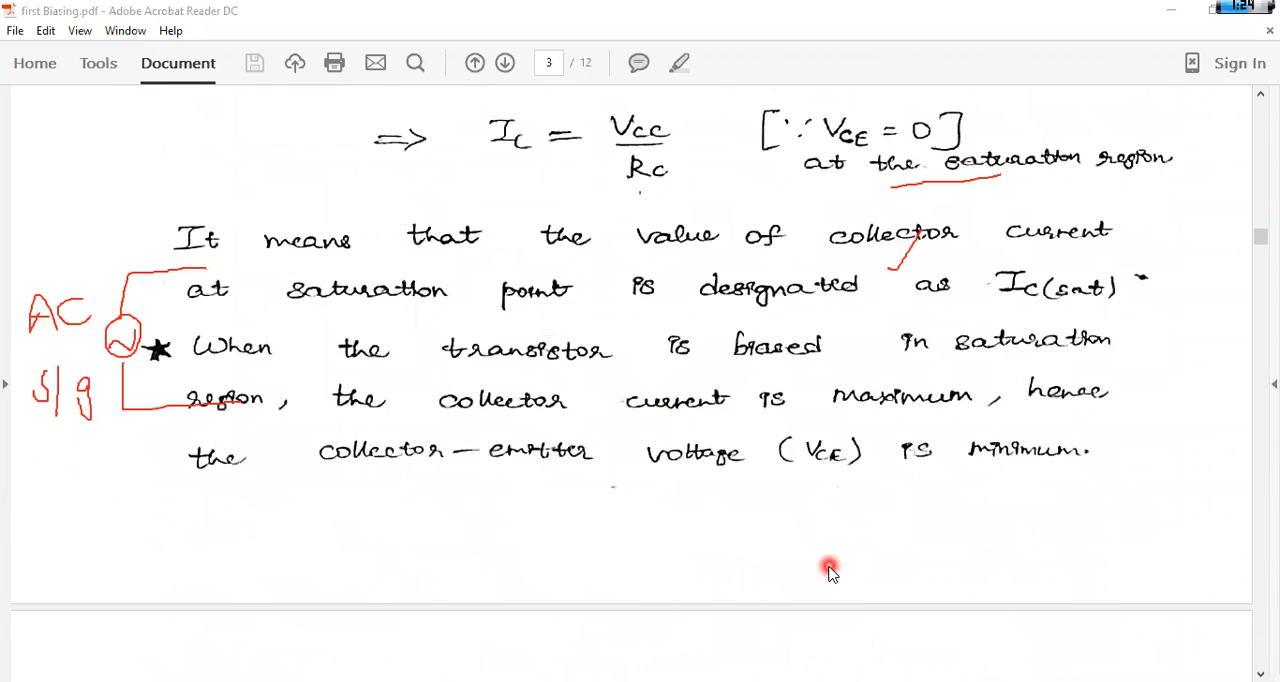 first Biasing.pdf - Adobe Acrobat Reader DC
1:24
File Edit View Window Help
Home Tools Document 3 / 12 Sign In
⇒ IC = VCC / RC [∵ VCE = 0]
at the saturation region
It means that the value of collector current
at saturation point is designated as IC(sat) -
AC
★ When the transistor is biased in saturation
s/g
region, the collector current is maximum, hence
the collector - emitter voltage (VCE) is minimum.